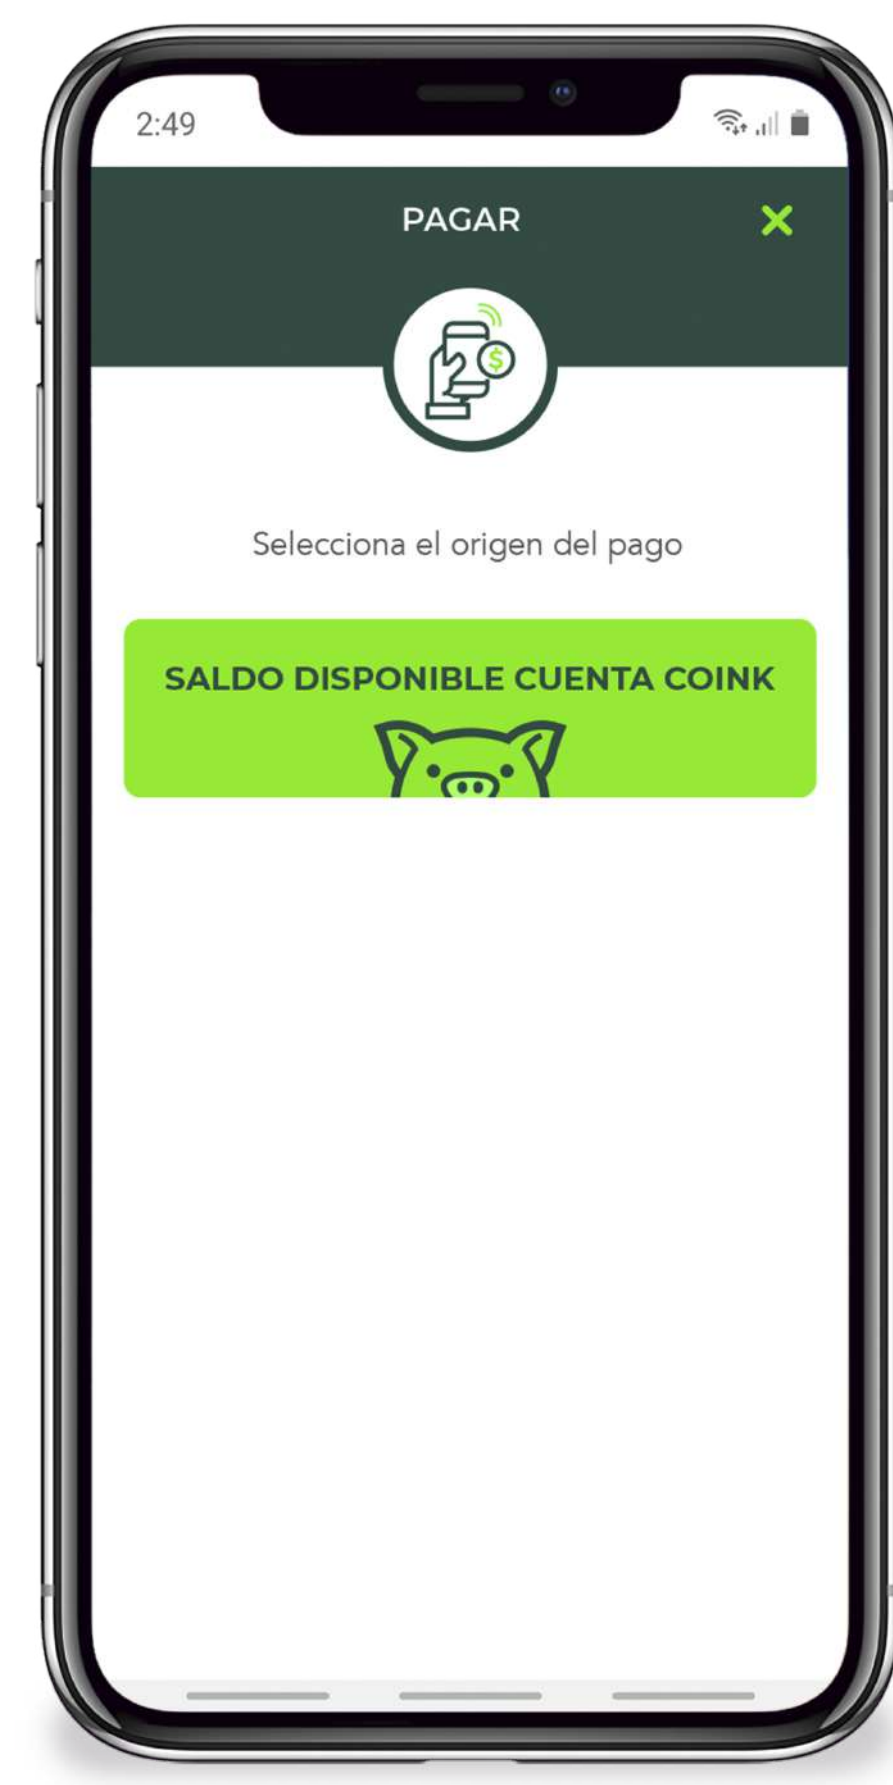 2:49
PAGAR
$
Selecciona el origen del pago
SALDO DISPONIBLE CUENTA COINK